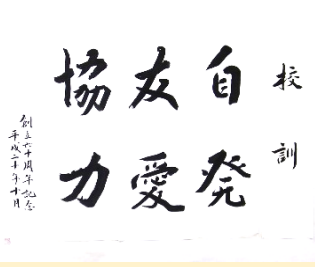 校訓
自発
友愛
協力
創立六十周年記念
平成二十年十月